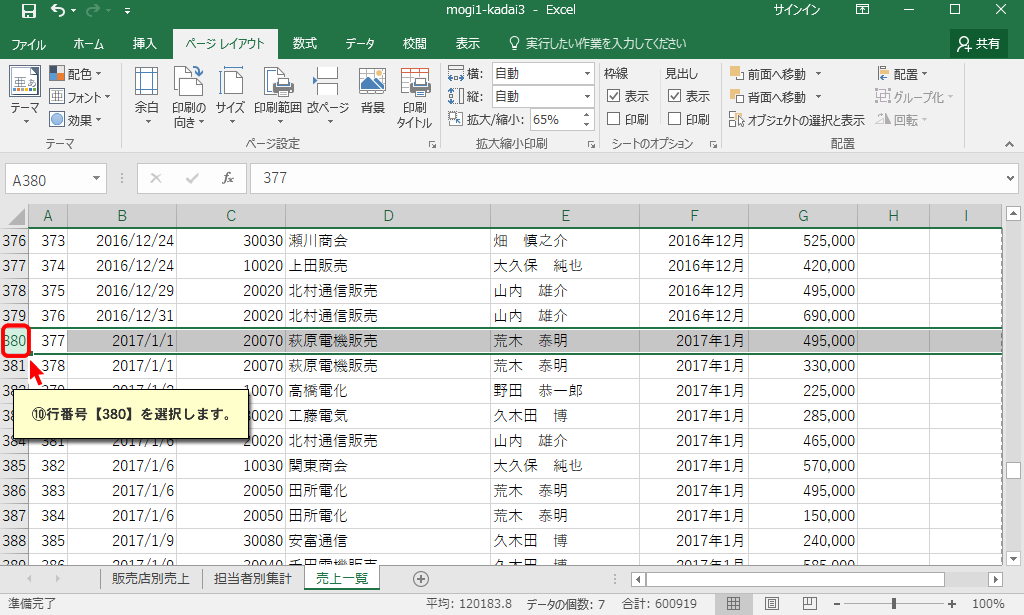 mogi1-kadai3 - Excel
サインイン
ファイル ホーム 挿入 ページ レイアウト 数式 データ 校閲 表示 実行したい作業を入力してください 共有
亜あ 配色 横: 自動 枠線 見出し 前面へ移動 配置
テーマ フォント 余白 印刷の向き サイズ 印刷範囲 改ページ 背景 印刷タイトル 縦: 自動 表示 表示 背面へ移動 グループ化
効果 拡大/縮小: 65% 印刷 印刷 オブジェクトの選択と表示 回転
テーマ ページ設定 拡大縮小印刷 シートのオプション 配置
A380 fx 377
A B C D E F G H I
376 373 2016/12/24 30030 瀬川商会 畑 慎之介 2016年12月 525,000
377 374 2016/12/24 10020 上田販売 大久保 純也 2016年12月 420,000
378 375 2016/12/29 20020 北村通信販売 山内 雄介 2016年12月 495,000
379 376 2016/12/31 20020 北村通信販売 山内 雄介 2016年12月 690,000
380 377 2017/1/1 20070 萩原電機販売 荒木 泰明 2017年1月 495,000
381 378 2017/1/1 20070 萩原電機販売 荒木 泰明 2017年1月 330,000
高橋電化 野田 恭一郎 2017年1月 225,000
⑩行番号【380】を選択します。
工藤電気 久木田 博 2017年1月 285,000
384 381 2017/1/6 20020 北村通信販売 山内 雄介 2017年1月 465,000
385 382 2017/1/6 10030 関東商会 大久保 純也 2017年1月 570,000
386 383 2017/1/6 20050 田所電化 荒木 泰明 2017年1月 495,000
387 384 2017/1/6 20050 田所電化 荒木 泰明 2017年1月 150,000
388 385 2017/1/9 30080 安富通信 久木田 博 2017年1月 240,000
販売店別売上 担当者別集計 売上一覧
準備完了 平均: 120183.8 データの個数: 7 合計: 600919 100%